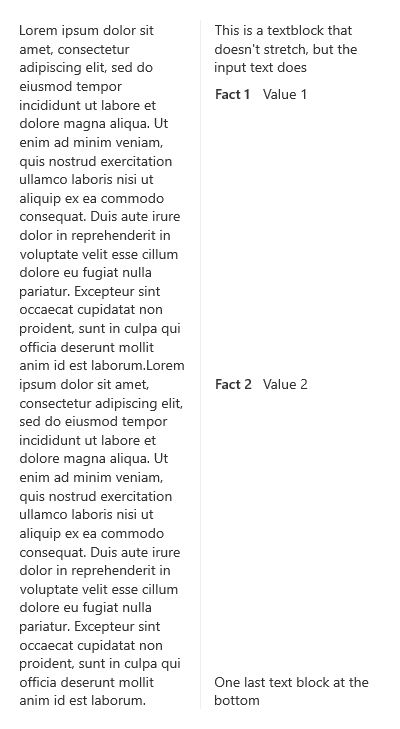 Lorem ipsum dolor sit
amet, consectetur
adipiscing elit, sed do
eiusmod tempor
incididunt ut labore et
dolore magna aliqua. Ut
enim ad minim veniam,
quis nostrud exercitation
ullamco laboris nisi ut
aliquip ex ea commodo
consequat. Duis aute irure
dolor in reprehenderit in
voluptate velit esse cillum
dolore eu fugiat nulla
pariatur. Excepteur sint
occaecat cupidatat non
proident, sunt in culpa qui
officia deserunt mollit
anim id est laborum.Lorem
ipsum dolor sit amet,
consectetur adipiscing elit,
sed do eiusmod tempor
incididunt ut labore et
dolore magna aliqua. Ut
enim ad minim veniam,
quis nostrud exercitation
ullamco laboris nisi ut
aliquip ex ea commodo
consequat. Duis aute irure
dolor in reprehenderit in
voluptate velit esse cillum
dolore eu fugiat nulla
pariatur. Excepteur sint
occaecat cupidatat non
proident, sunt in culpa qui
officia deserunt mollit
anim id est laborum.
This is a textblock that
doesn't stretch, but the
input text does
Fact 1 Value 1
Fact 2 Value 2
One last text block at the
bottom